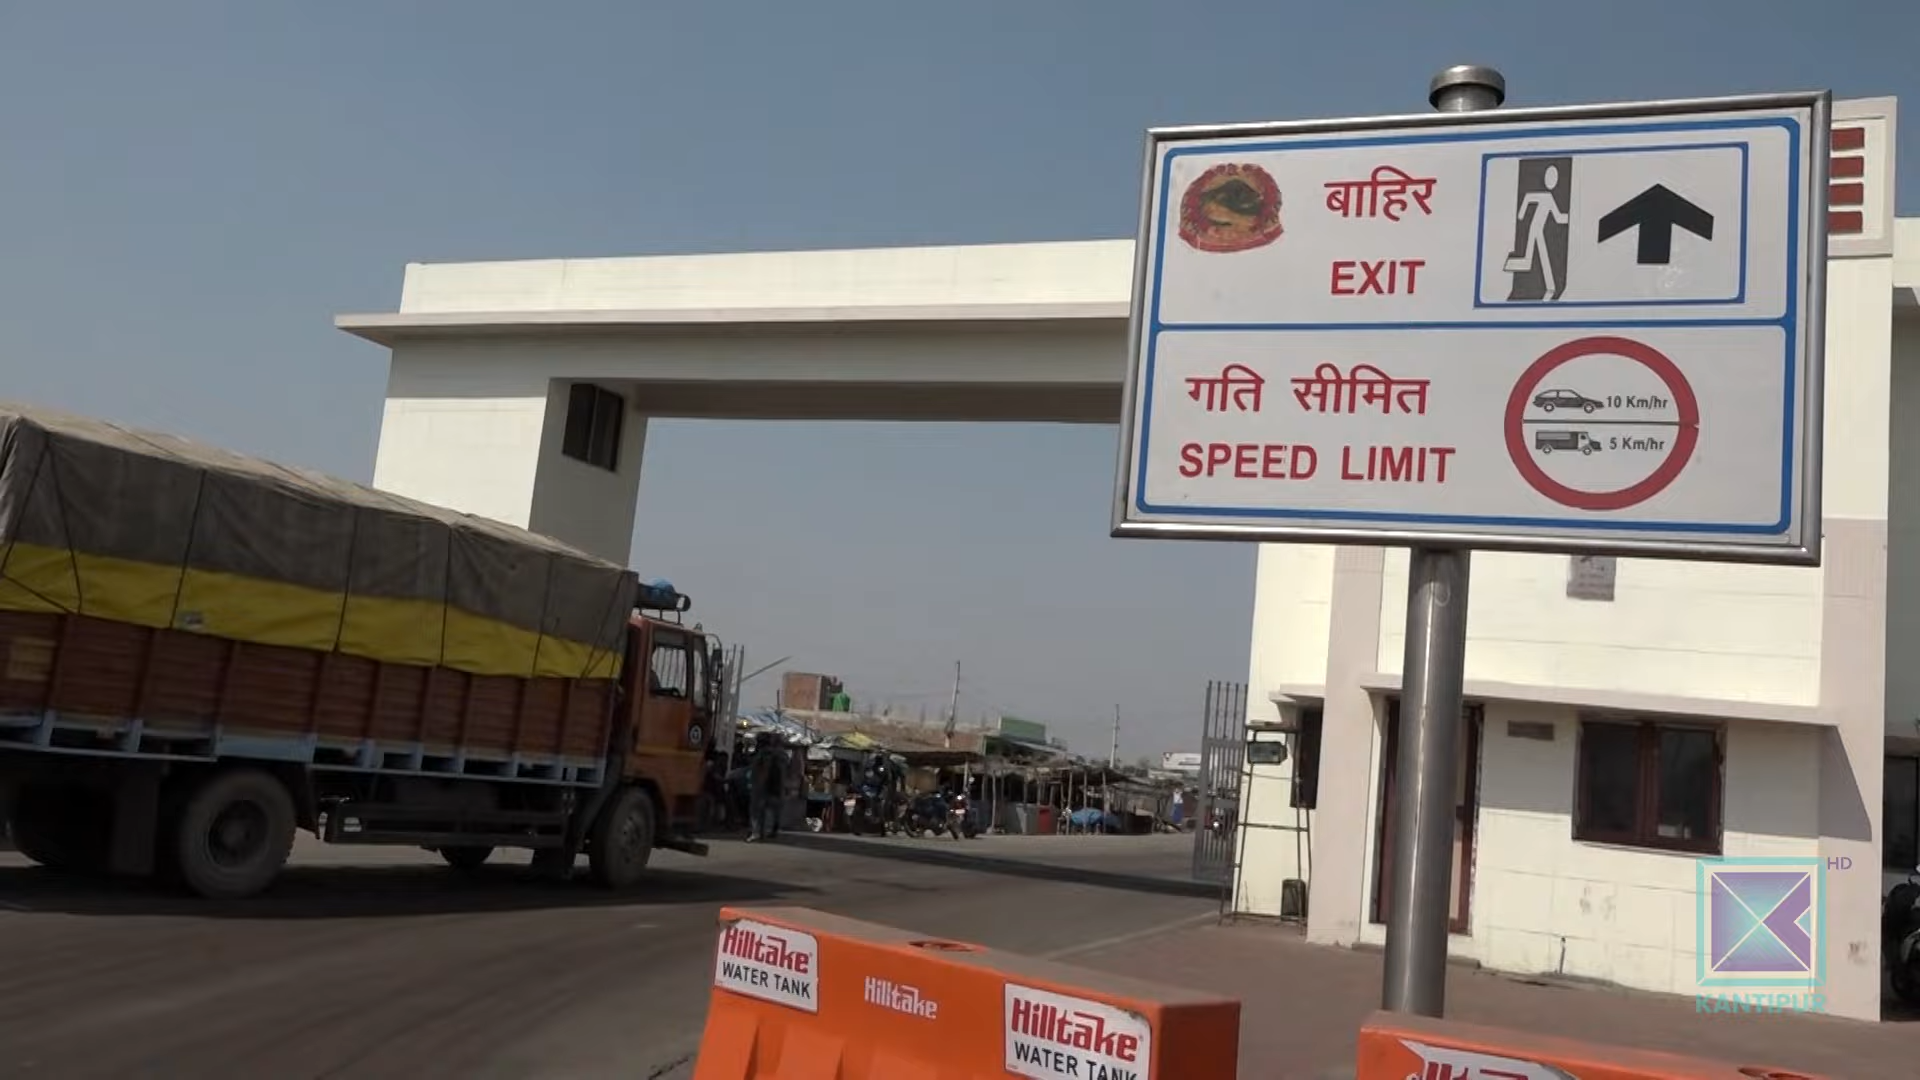 बाहिर
EXIT
गति सीमित
SPEED LIMIT
10 Km/hr
5 Km/hr
Hilltake
WATER TANK
Hilltake
Hilltake
WATER TANK
HD
KANTIPUR